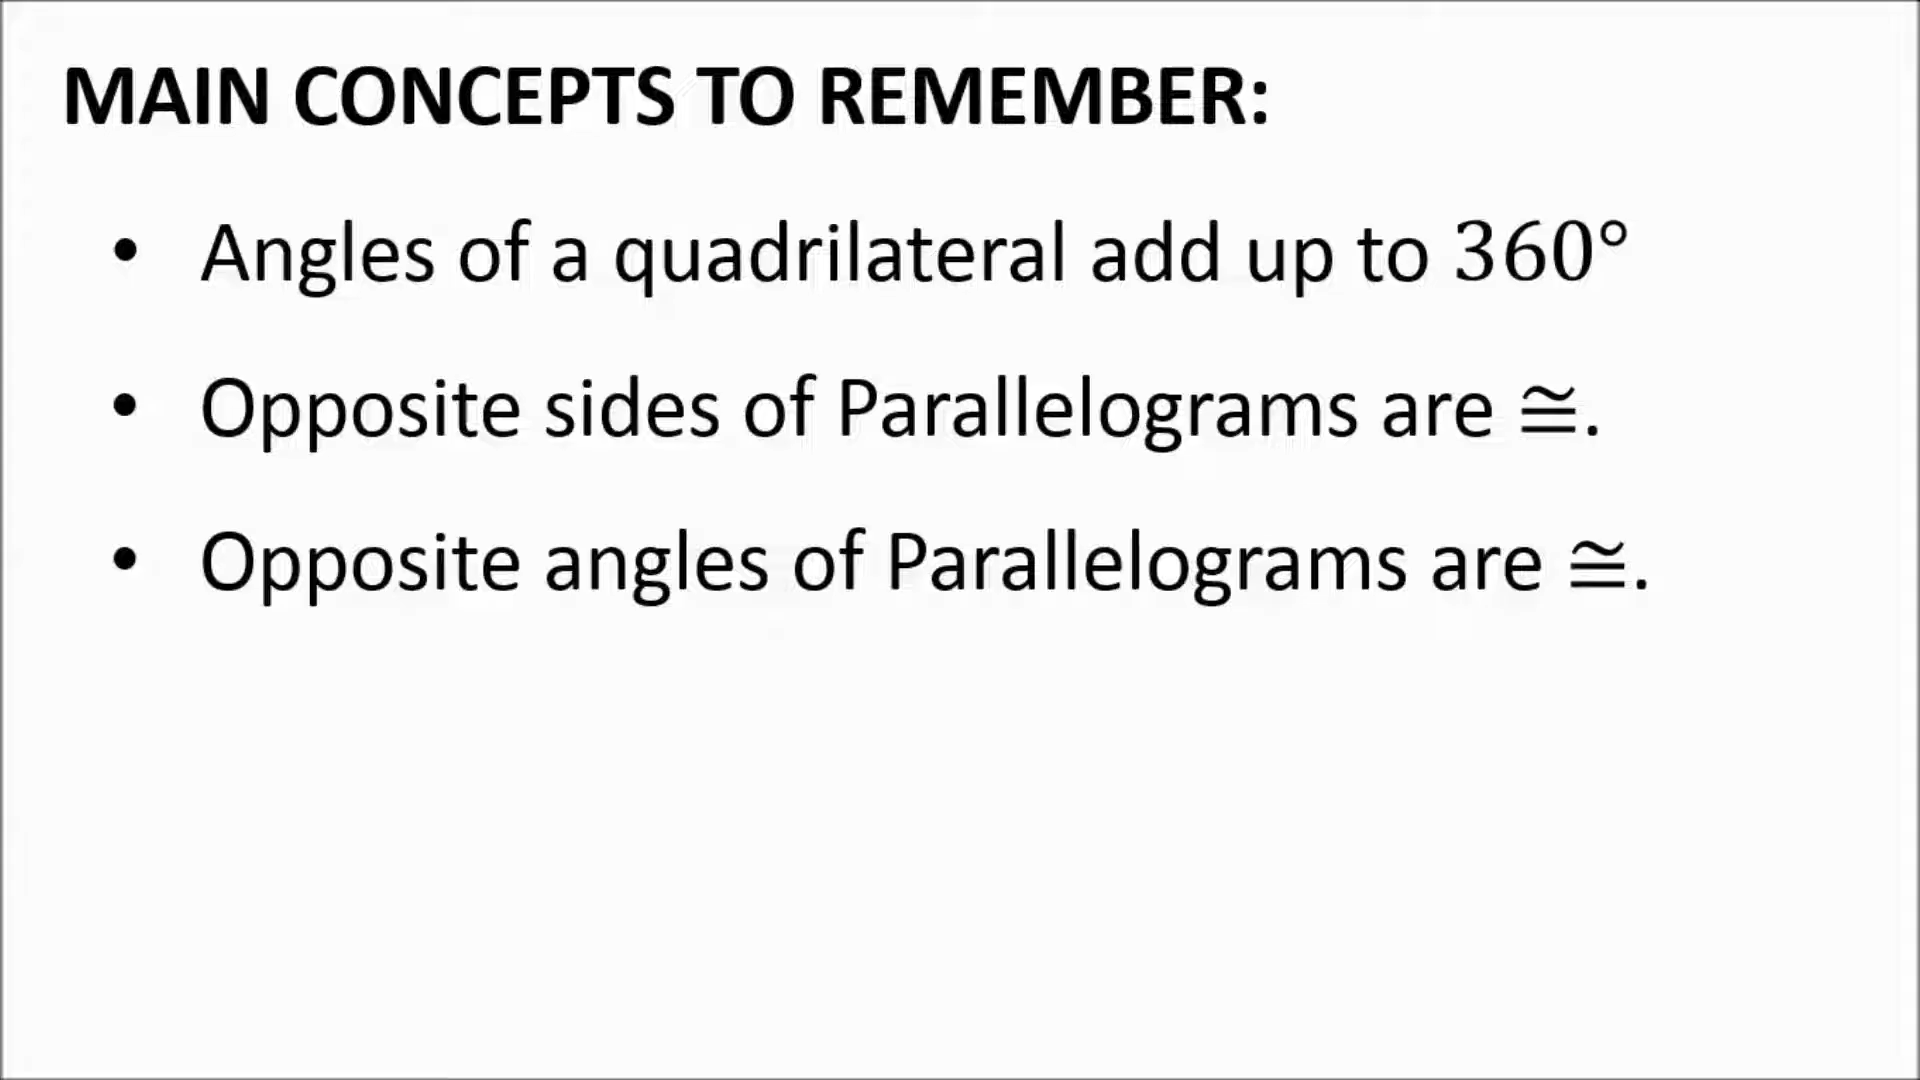 MAIN CONCEPTS TO REMEMBER:
• Angles of a quadrilateral add up to 360°
• Opposite sides of Parallelograms are ≅.
• Opposite angles of Parallelograms are ≅.